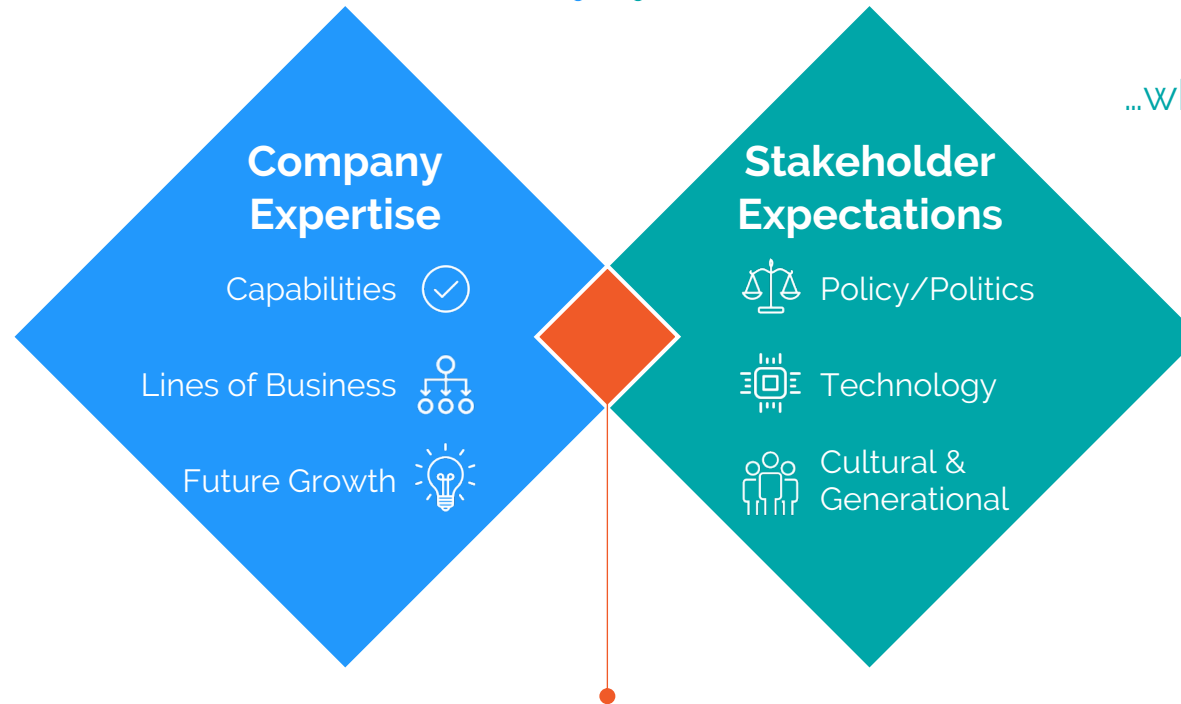 Company
Expertise
Capabilities
Lines of Business
Future Growth
Stakeholder
Expectations
Policy/Politics
Technology
Cultural &
Generational